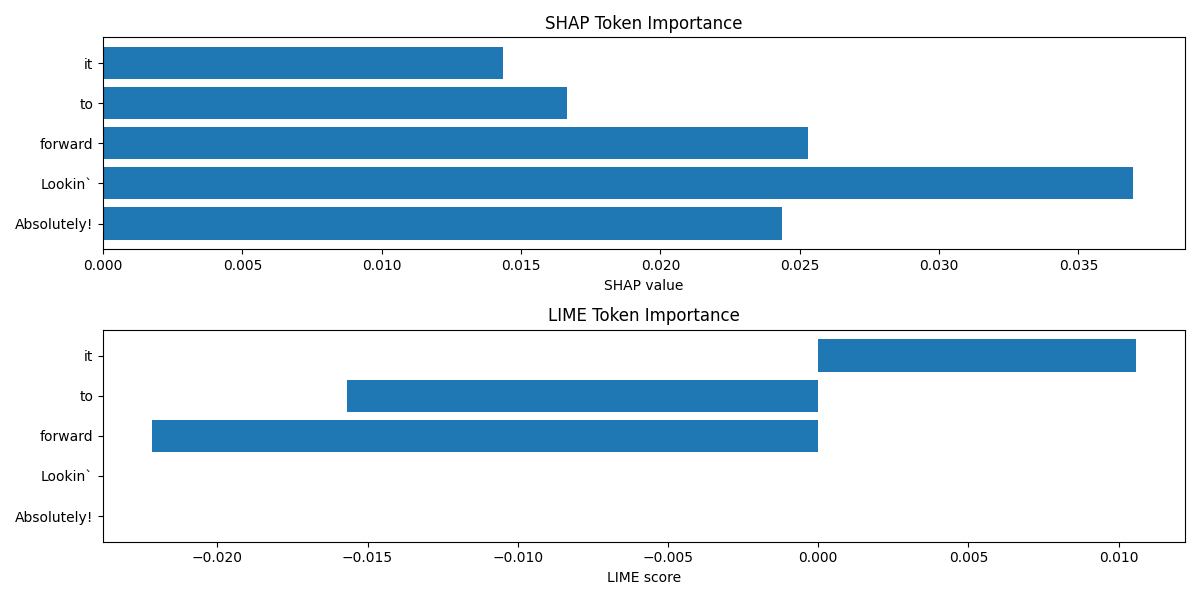 SHAP Token Importance
it
to
forward
Lookin`
Absolutely!
0.000 0.005 0.010 0.015 0.020 0.025 0.030 0.035
SHAP value
LIME Token Importance
it
to
forward
Lookin`
Absolutely!
−0.020 −0.015 −0.010 −0.005 0.000 0.005 0.010
LIME score